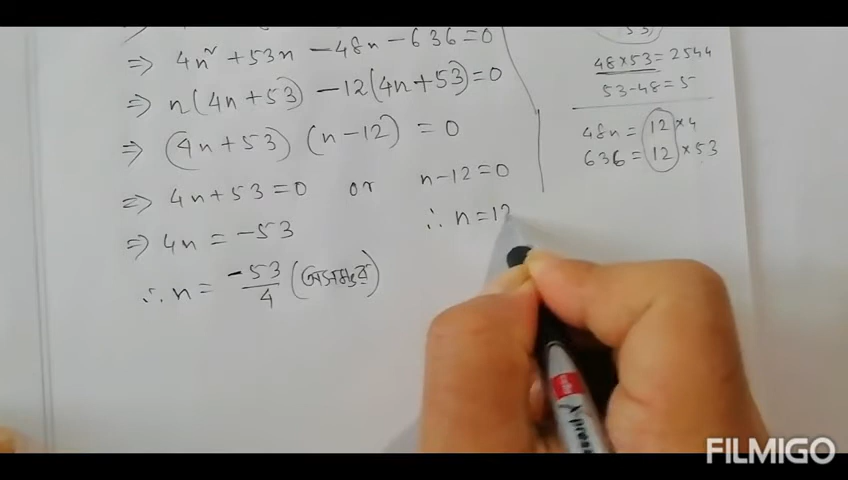 ⇒ 4n² + 53n − 48n − 636 = 0
⇒ n(4n + 53) − 12(4n + 53) = 0
⇒ (4n + 53) (n − 12) = 0
⇒ 4n + 53 = 0 or n − 12 = 0
⇒ 4n = −53 ∴ n = 12
∴ n = −53/4 (অসম্ভব)
53)
48×53 = 2544
53 − 48 = 5
48n = 12 × 4
636 = 12 × 53
FILMIGO